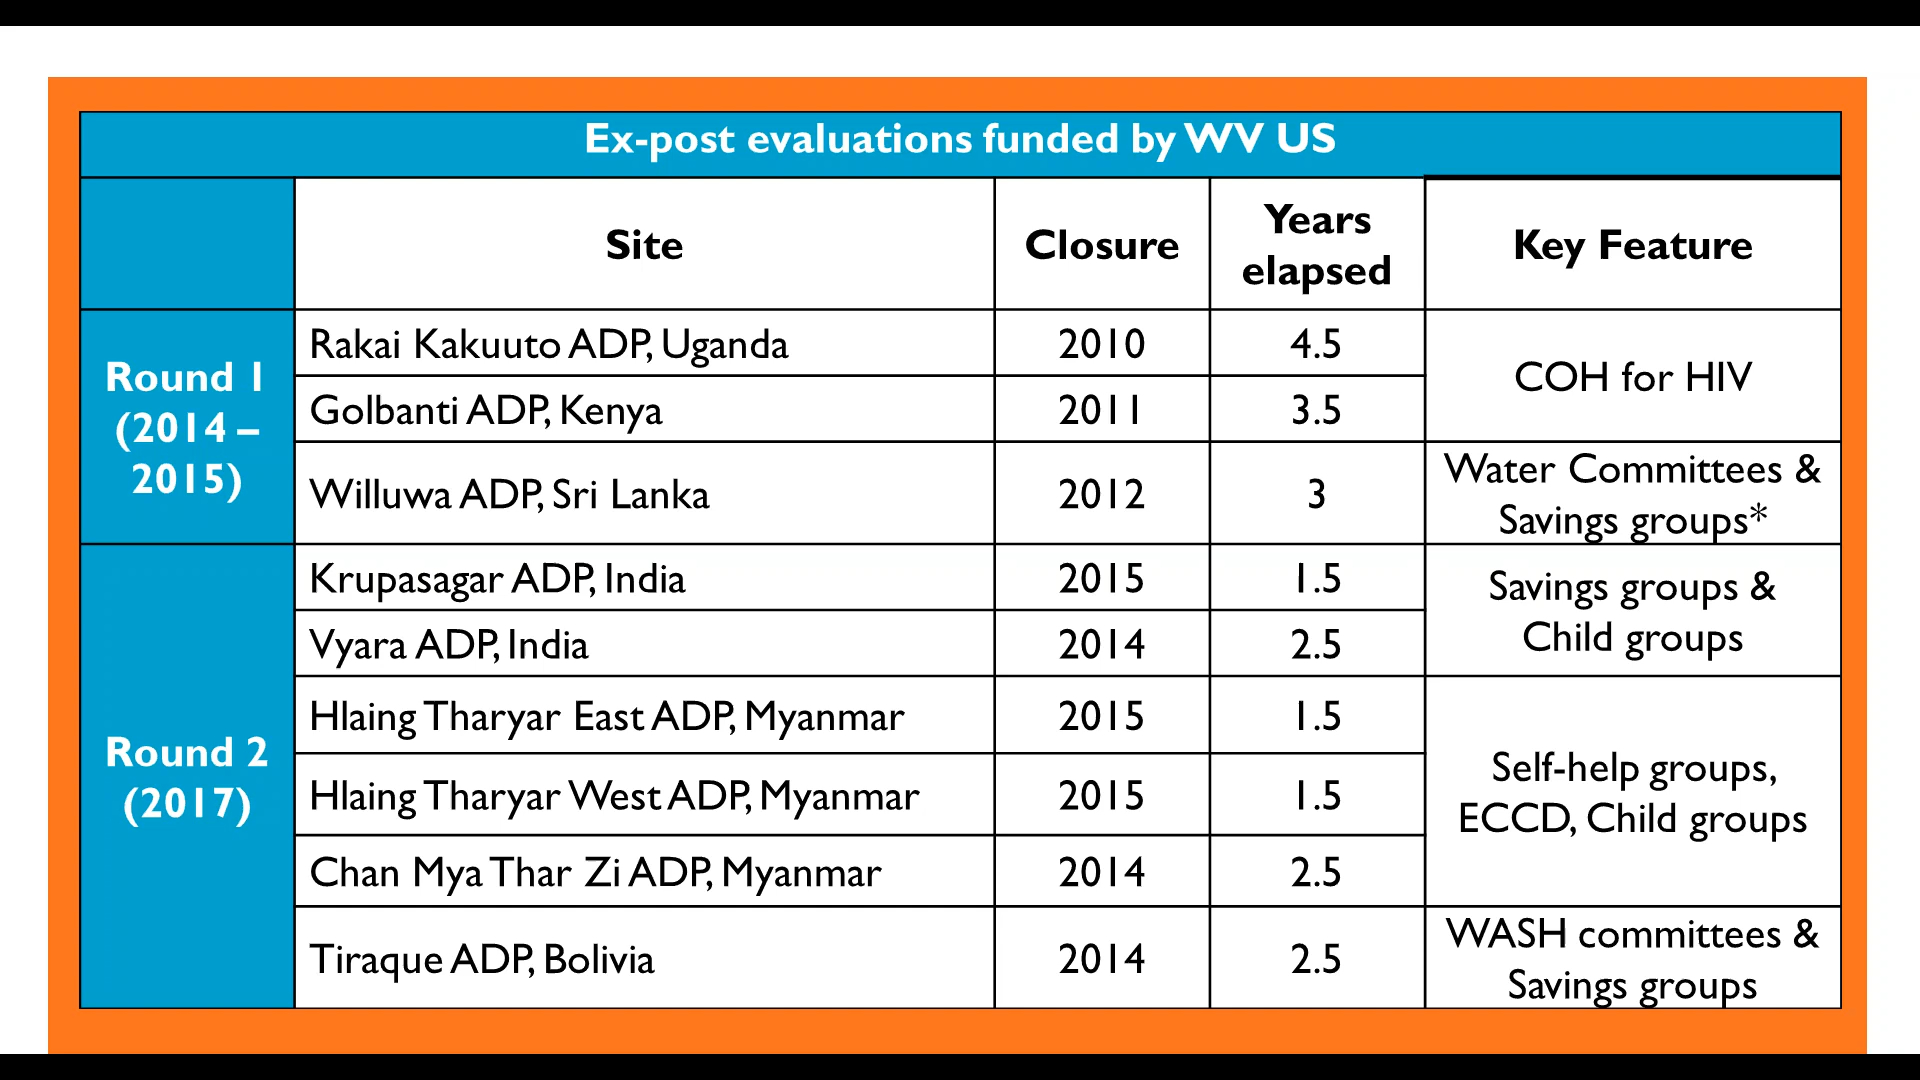 Ex-post evaluations funded by WV US
Site
Closure
Years
elapsed
Key Feature
Round 1
(2014 –
2015)
Rakai Kakuuto ADP, Uganda
2010
4.5
COH for HIV
Golbanti ADP, Kenya
2011
3.5
Willuwa ADP, Sri Lanka
2012
3
Water Committees &
Savings groups*
Round 2
(2017)
Krupasagar ADP, India
2015
1.5
Savings groups &
Child groups
Vyara ADP, India
2014
2.5
Hlaing Tharyar East ADP, Myanmar
2015
1.5
Self-help groups,
ECCD, Child groups
Hlaing Tharyar West ADP, Myanmar
2015
1.5
Chan Mya Thar Zi ADP, Myanmar
2014
2.5
Tiraque ADP, Bolivia
2014
2.5
WASH committees &
Savings groups